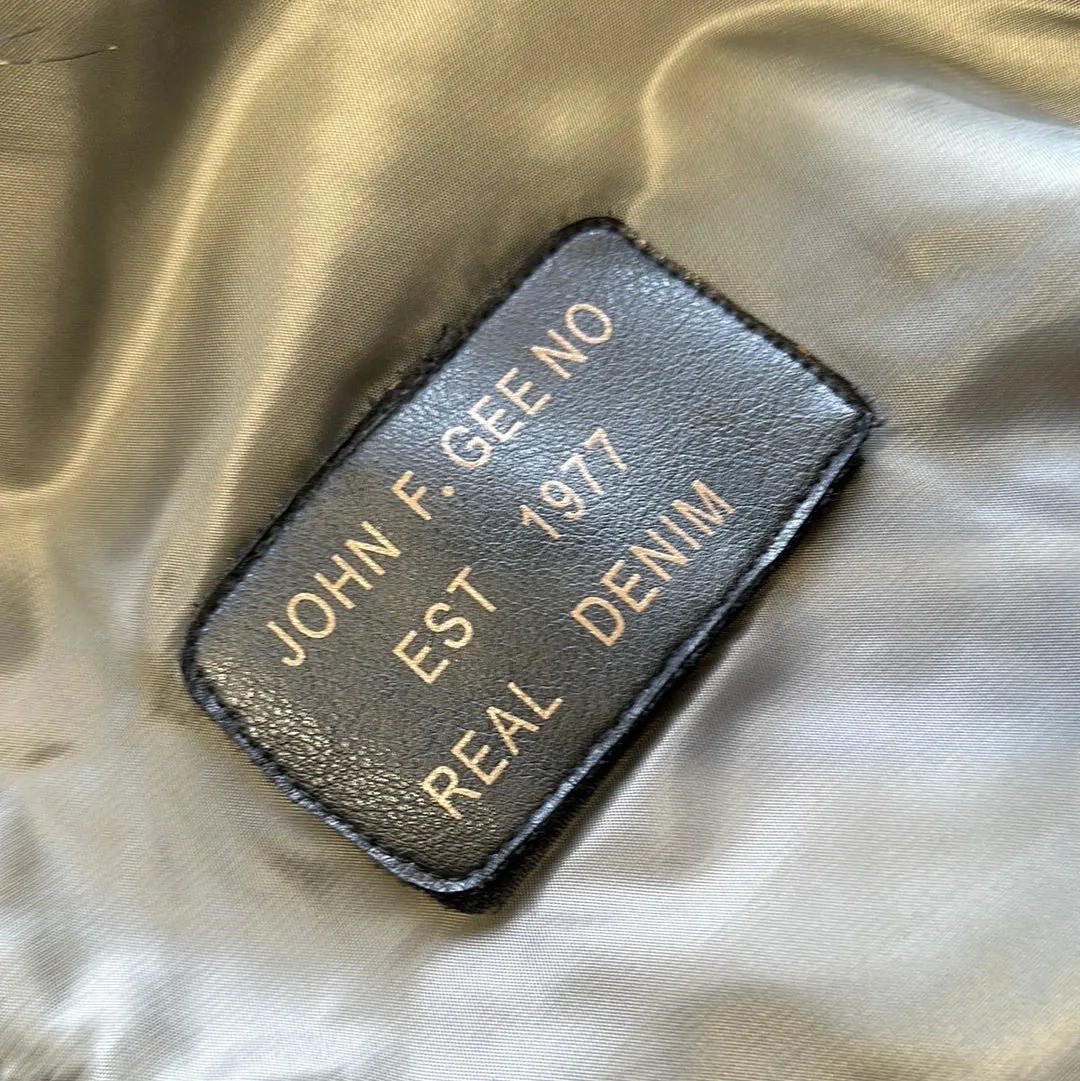 JOHN F. GEE NO
EST 1977
REAL DENIM